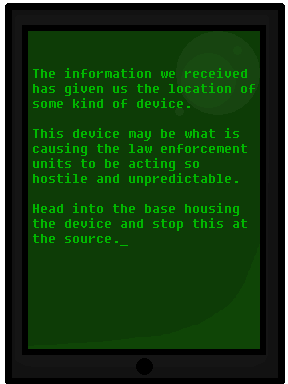 The information we received
has given us the location of
some kind of device.

This device may be what is
causing the law enforcement
units to be acting so
hostile and unpredictable.

Head into the base housing
the device and stop this at
the source._